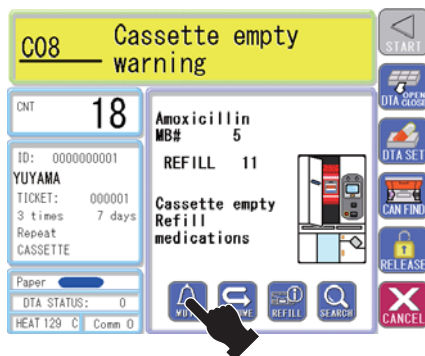 C08 Cassette empty
warning
START
DTA OPEN
CLOSE
CNT 18
Amoxicillin
MB# 5
REFILL 11
Cassette empty
Refill
medications
ID: 0000000001
YUYAMA
TICKET: 000001
3 times 7 days
Repeat
CASSETTE
Paper
DTA STATUS: 0
HEAT 129 C Comm 0
REFILL
SEARCH
DTA SET
CAN FIND
RELEASE
CANCEL